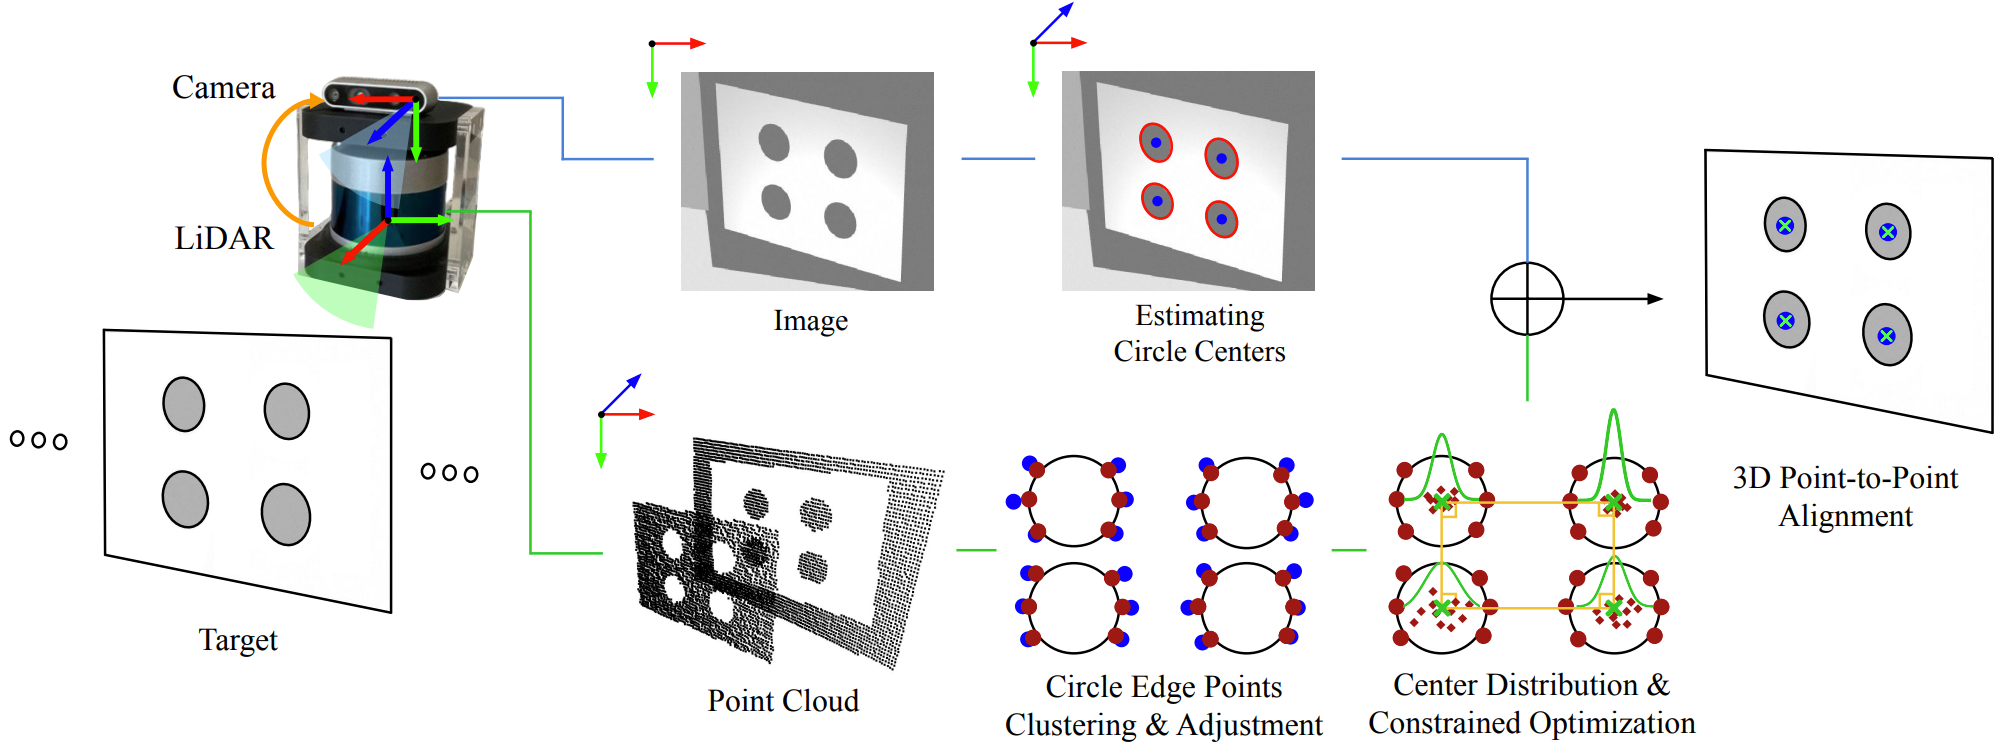 Camera
LiDAR
Target
Image
Estimating
Circle Centers
Point Cloud
Circle Edge Points
Clustering & Adjustment
Center Distribution &
Constrained Optimization
3D Point-to-Point
Alignment